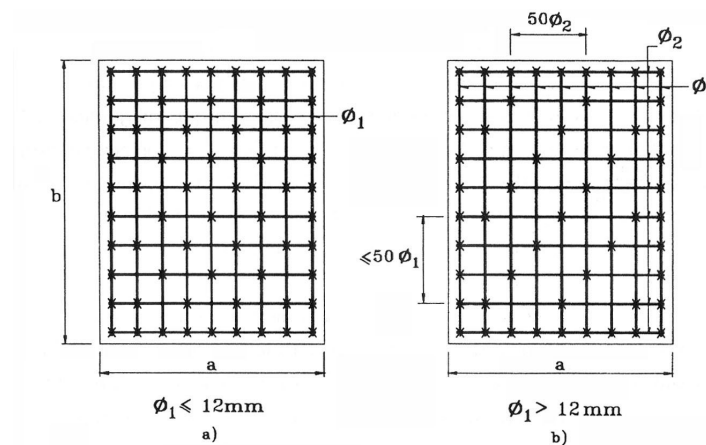 b
a
Ø₁
Ø₁ ⩽ 12mm
a)
50Ø₂
Ø₂
Ø
⩽50 Ø₁
a
Ø₁ > 12mm
b)